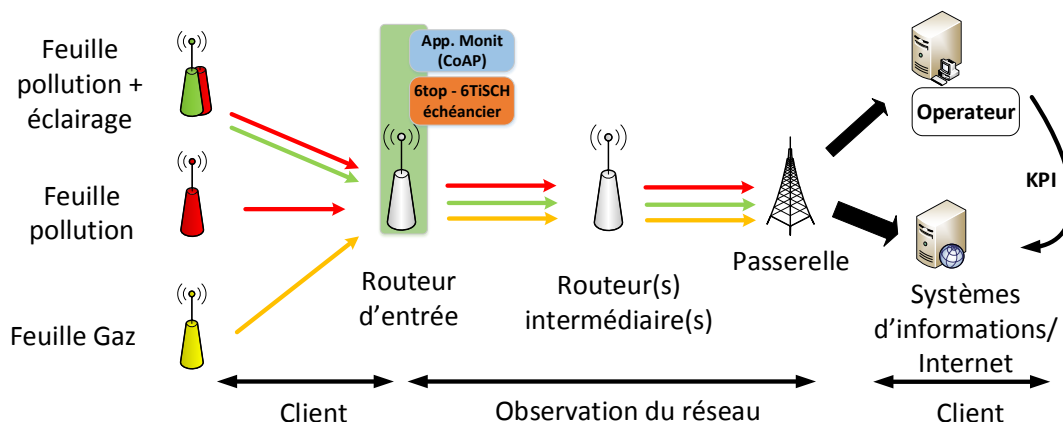 Feuille
pollution +
éclairage
Feuille
pollution
Feuille Gaz
App. Monit
(CoAP)
6top - 6TiSCH
échéancier
Routeur
d'entrée
Routeur(s)
intermédiaire(s)
Passerelle
Operateur
KPI
Systèmes
d'informations/
Internet
Client
Observation du réseau
Client